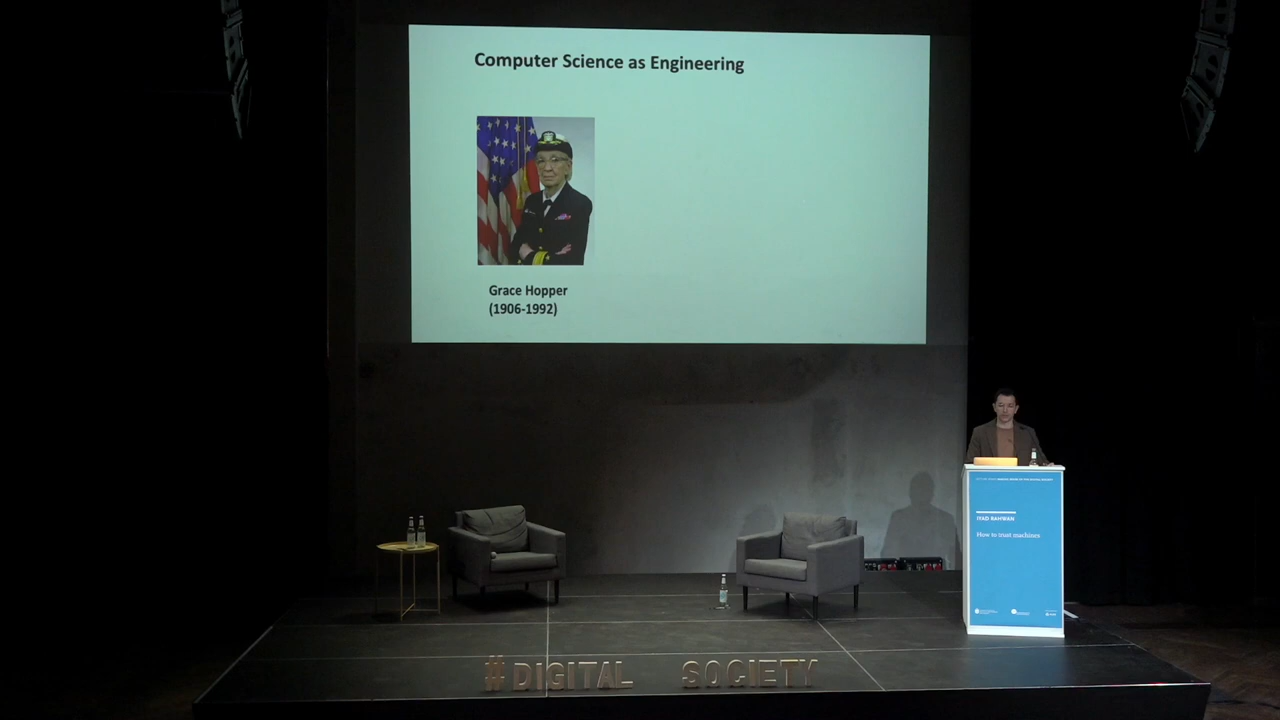 Computer Science as Engineering
Grace Hopper
(1906-1992)
IYAD RAHWAN
How to trust machines
#DIGITAL SOCIETY